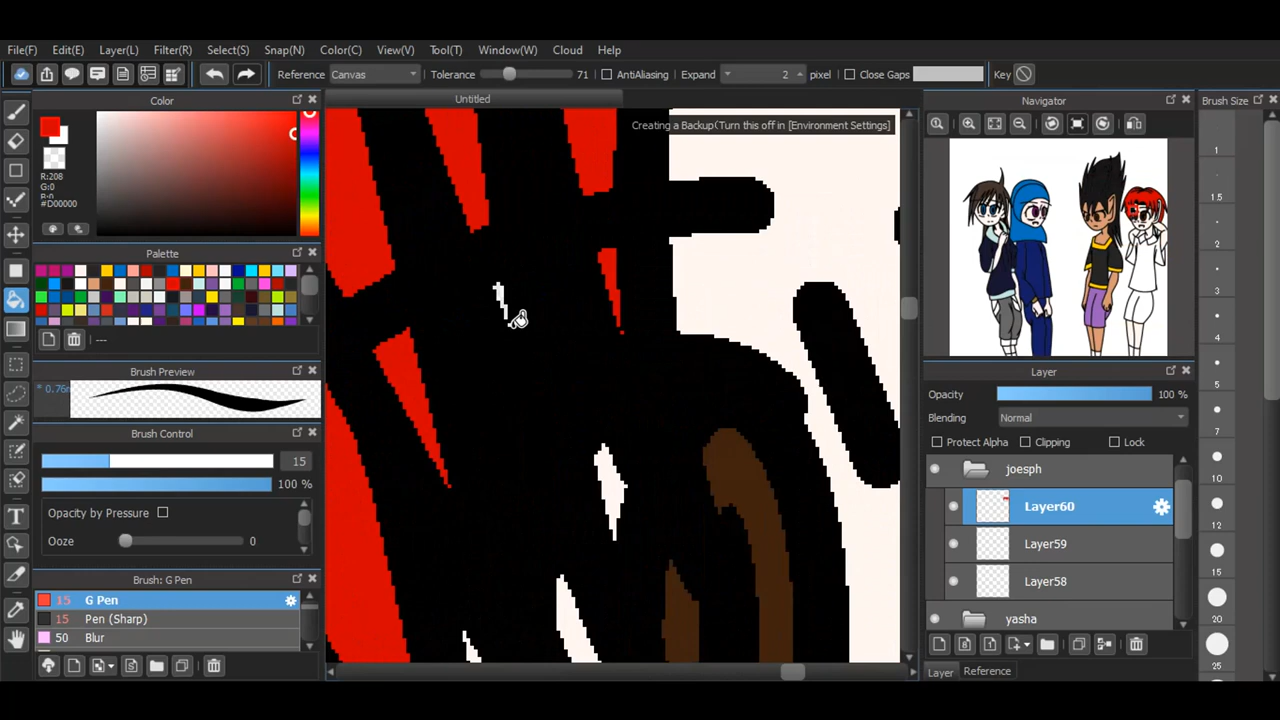 File(F) Edit(E) Layer(L) Filter(R) Select(S) Snap(N) Color(C) View(V) Tool(T) Window(W) Cloud Help
Reference Canvas Tolerance 71 AntiAliasing Expand 2 pixel Close Gaps Key
Color
Untitled
Navigator
Brush Size
Creating a Backup(Turn this off in [Environment Settings]
R:208
G:0
#D00000
Palette
---
Brush Preview
* 0.76
Brush Control
15
100 %
Opacity by Pressure
Ooze 0
Brush: G Pen
15 G Pen
15 Pen (Sharp)
50 Blur
Layer
Opacity 100 %
Blending Normal
Protect Alpha Clipping Lock
joesph
Layer60
Layer59
Layer58
yasha
Layer Reference
1
1.5
2
3
5
7
10
12
15
20
25